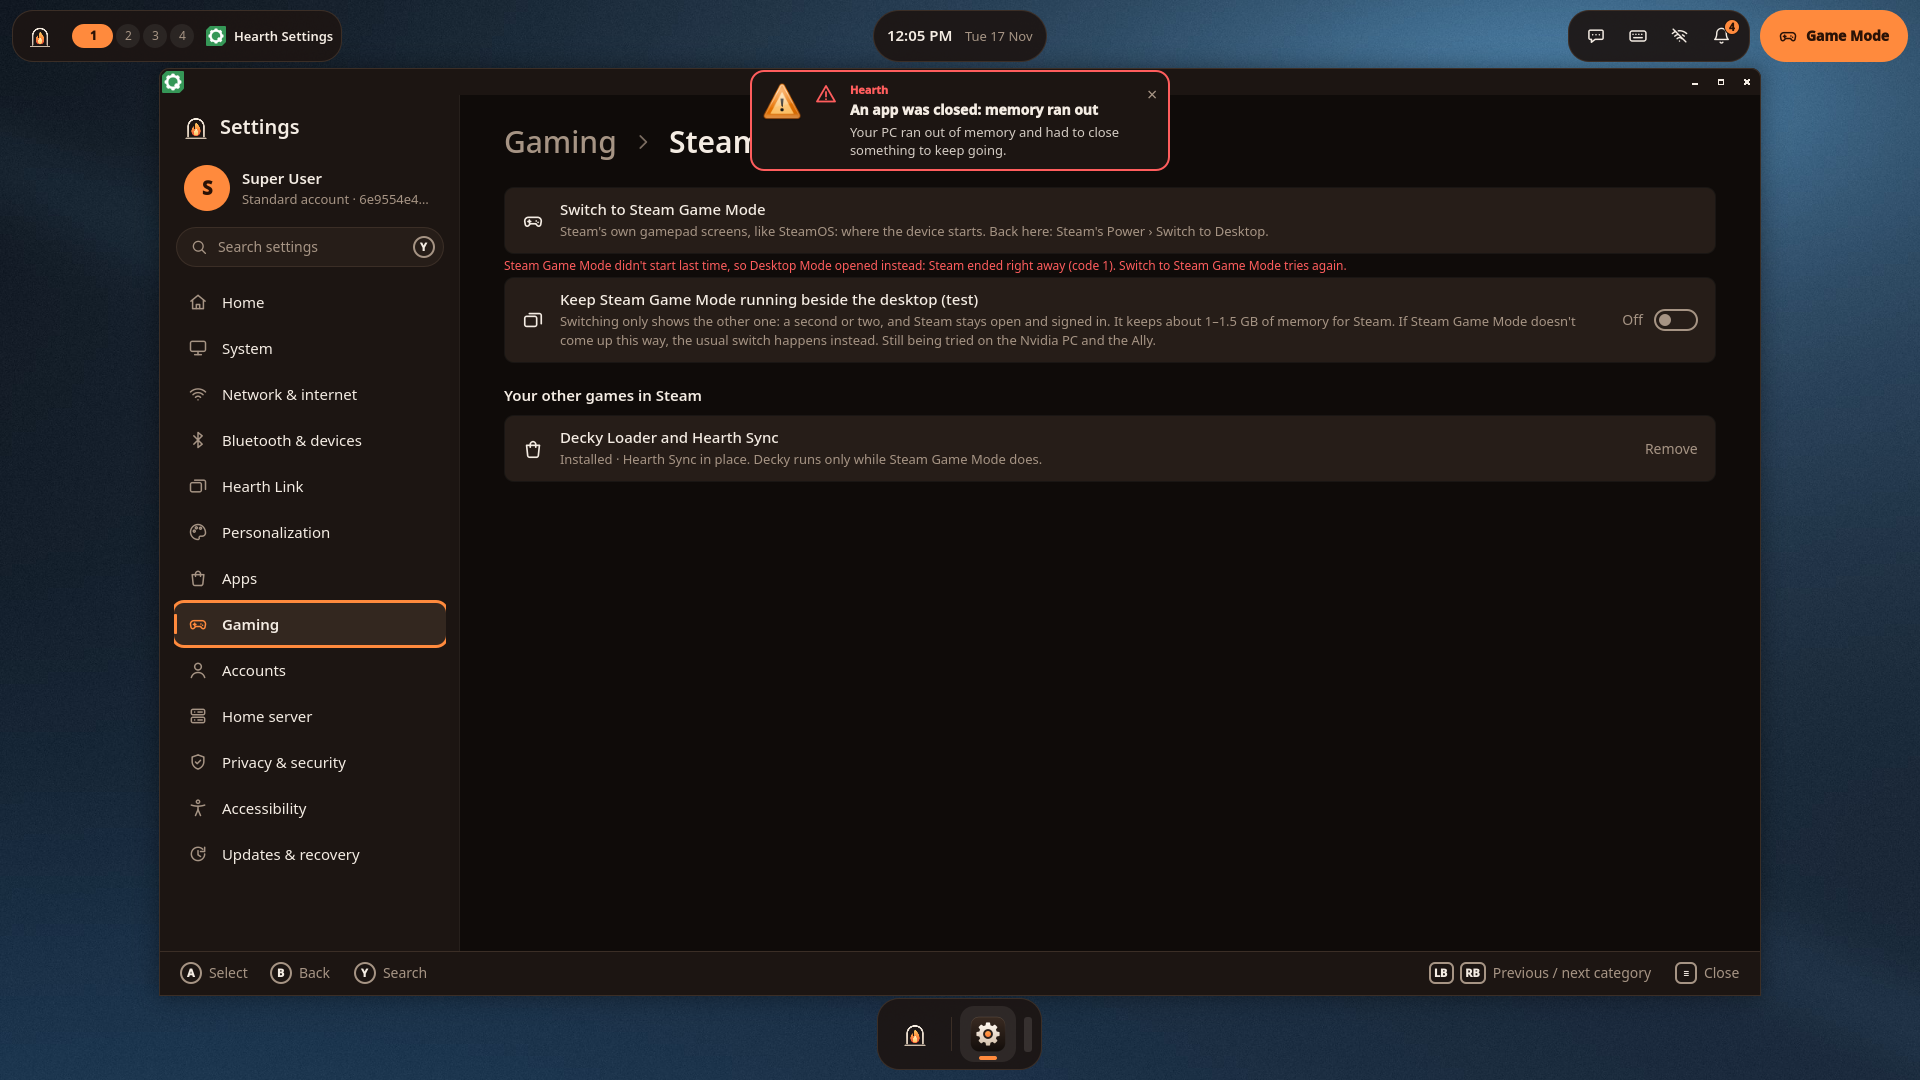 1 2 3 4 Hearth Settings
12:05 PM Tue 17 Nov
4
Game Mode
Hearth
An app was closed: memory ran out
Your PC ran out of memory and had to close
something to keep going.
Settings
S
Super User
Standard account · 6e9554e4...
Search settings Y
Home
System
Network & internet
Bluetooth & devices
Hearth Link
Personalization
Apps
Gaming
Accounts
Home server
Privacy & security
Accessibility
Updates & recovery
Gaming > Steam
Switch to Steam Game Mode
Steam's own gamepad screens, like SteamOS: where the device starts. Back here: Steam's Power › Switch to Desktop.
Steam Game Mode didn't start last time, so Desktop Mode opened instead: Steam ended right away (code 1). Switch to Steam Game Mode tries again.
Keep Steam Game Mode running beside the desktop (test)
Switching only shows the other one: a second or two, and Steam stays open and signed in. It keeps about 1–1.5 GB of memory for Steam. If Steam Game Mode doesn't
come up this way, the usual switch happens instead. Still being tried on the Nvidia PC and the Ally.
Off
Your other games in Steam
Decky Loader and Hearth Sync
Installed · Hearth Sync in place. Decky runs only while Steam Game Mode does.
Remove
A Select B Back Y Search
LB RB Previous / next category ≡ Close